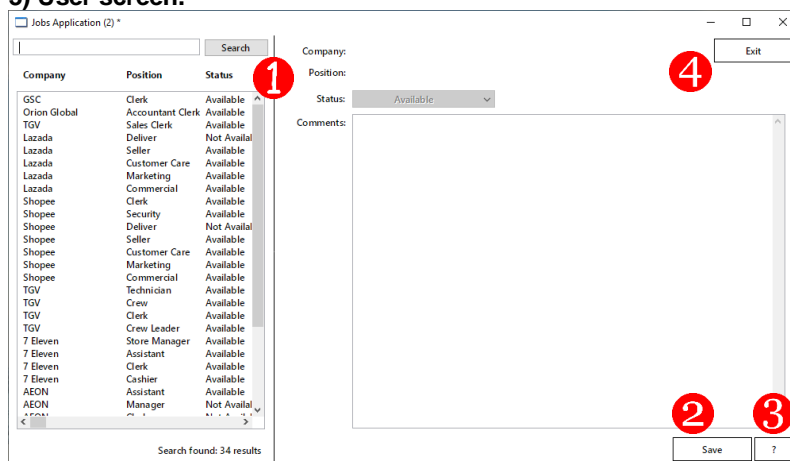 3) User screen:
Jobs Application (2) *
Search
Company Position Status
GSC Clerk Available
Orion Global Accountant Clerk Available
TGV Sales Clerk Available
Lazada Deliver Not Availal
Lazada Seller Available
Lazada Customer Care Available
Lazada Marketing Available
Lazada Commercial Available
Shopee Clerk Available
Shopee Security Available
Shopee Deliver Not Availal
Shopee Seller Available
Shopee Customer Care Available
Shopee Marketing Available
Shopee Commercial Available
TGV Technician Available
TGV Crew Available
TGV Clerk Available
TGV Crew Leader Available
7 Eleven Store Manager Available
7 Eleven Assistant Available
7 Eleven Clerk Available
7 Eleven Cashier Available
AEON Assistant Available
AEON Manager Not Availal
Search found: 34 results
1
Company:
Position:
Status: Available
Comments:
4
Exit
2
3
Save
?